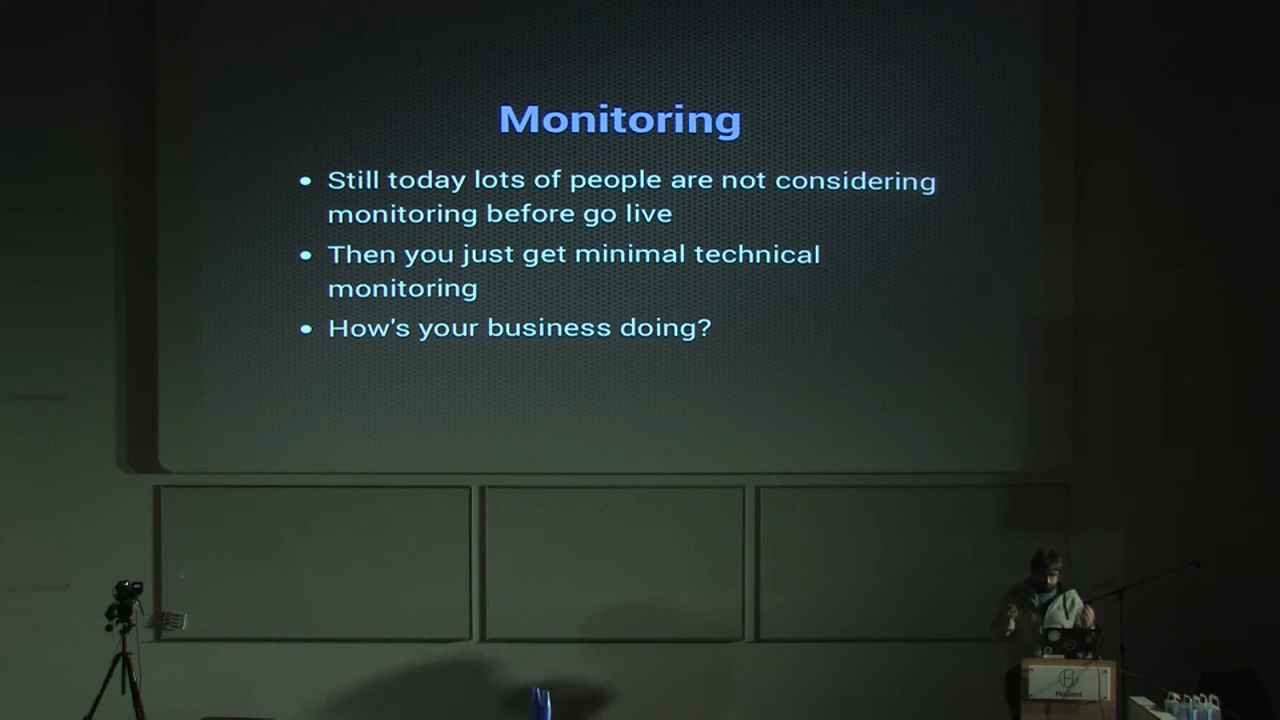 Monitoring
• Still today lots of people are not considering
monitoring before go live
• Then you just get minimal technical
monitoring
• How's your business doing?
HoGent